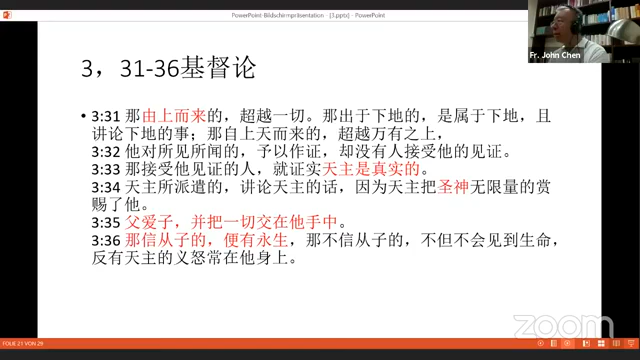 PowerPoint-Bildschirmpräsentation - [3.pptx] - PowerPoint
Fr. John Chen
3，31-36基督论
• 3:31 那由上而来的，超越一切。那出于下地的，是属于下地，且
讲论下地的事；那自上天而来的，超越万有之上，
3:32 他对所见所闻的，予以作证，却没有人接受他的见证。
3:33 那接受他见证的人，就证实天主是真实的。
3:34 天主所派遣的，讲论天主的话，因为天主把圣神无限量的赏
赐了他。
3:35 父爱子，并把一切交在他手中。
3:36 那信从子的，便有永生，那不信从子的，不但不会见到生命，
反有天主的义怒常在他身上。
zoom
FOLIE 21 VON 29